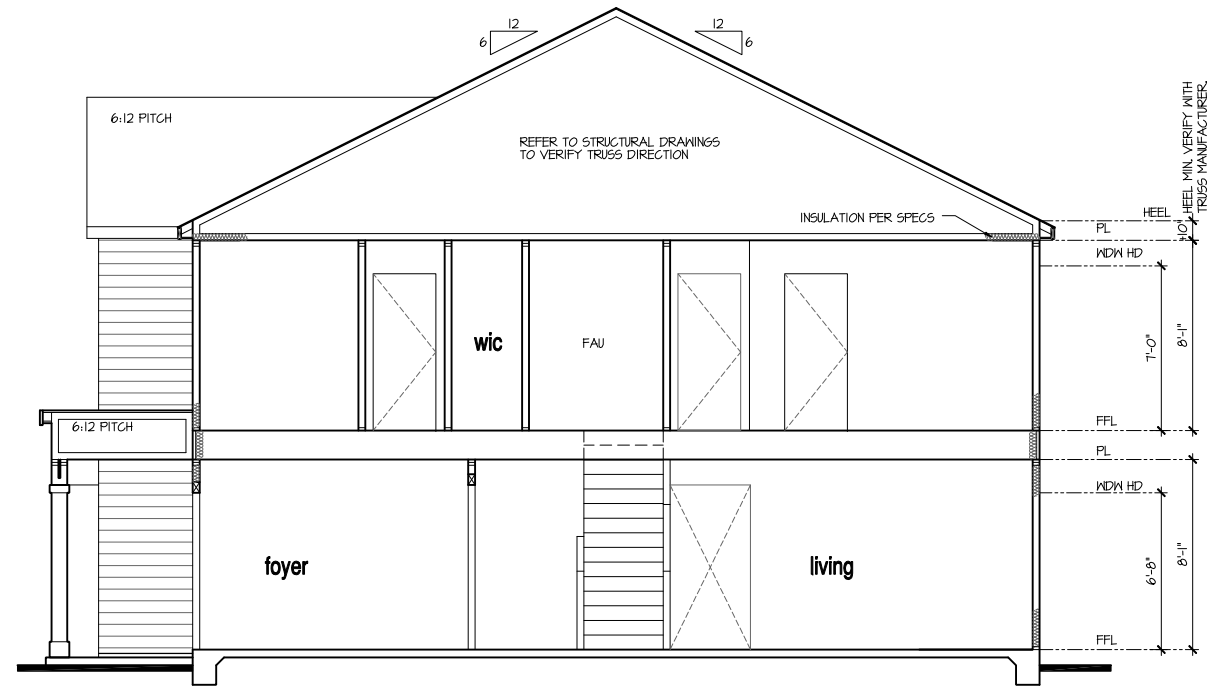 12
6
12
6
6:12 PITCH
REFER TO STRUCTURAL DRAWINGS
TO VERIFY TRUSS DIRECTION
INSULATION PER SPECS
HEEL
HEEL MIN. VERIFY WITH
TRUSS MANUFACTURER.
PL
WDW HD
wic
FAU
7'-0"
8'-1"
6:12 PITCH
FFL
PL
WDW HD
foyer
living
6'-8"
8'-1"
FFL